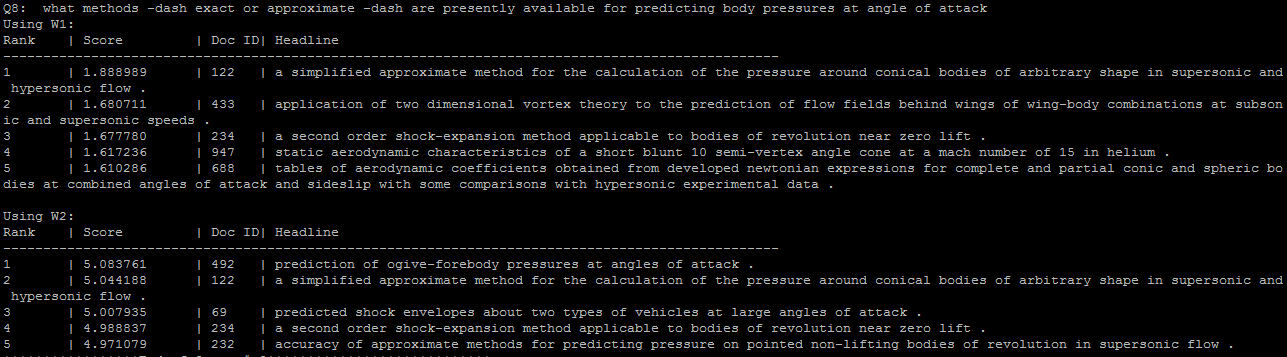 Q8:  what methods -dash exact or approximate -dash are presently available for predicting body pressures at angle of attack
Using W1:
Rank    | Score         | Doc ID| Headline
-------------------------------------------------------------------------------------------------
1       | 1.888989      | 122   | a simplified approximate method for the calculation of the pressure around conical bodies of arbitrary shape in supersonic and
 hypersonic flow .
2       | 1.680711      | 433   | application of two dimensional vortex theory to the prediction of flow fields behind wings of wing-body combinations at subson
ic and supersonic speeds .
3       | 1.677780      | 234   | a second order shock-expansion method applicable to bodies of revolution near zero lift .
4       | 1.617236      | 947   | static aerodynamic characteristics of a short blunt 10 semi-vertex angle cone at a mach number of 15 in helium .
5       | 1.610286      | 688   | tables of aerodynamic coefficients obtained from developed newtonian expressions for complete and partial conic and spheric bo
dies at combined angles of attack and sideslip with some comparisons with hypersonic experimental data .
Using W2:
Rank    | Score         | Doc ID| Headline
-------------------------------------------------------------------------------------------------
1       | 5.083761      | 492   | prediction of ogive-forebody pressures at angles of attack .
2       | 5.044188      | 122   | a simplified approximate method for the calculation of the pressure around conical bodies of arbitrary shape in supersonic and
 hypersonic flow .
3       | 5.007935      | 69    | predicted shock envelopes about two types of vehicles at large angles of attack .
4       | 4.988837      | 234   | a second order shock-expansion method applicable to bodies of revolution near zero lift .
5       | 4.971079      | 232   | accuracy of approximate methods for predicting pressure on pointed non-lifting bodies of revolution in supersonic flow .